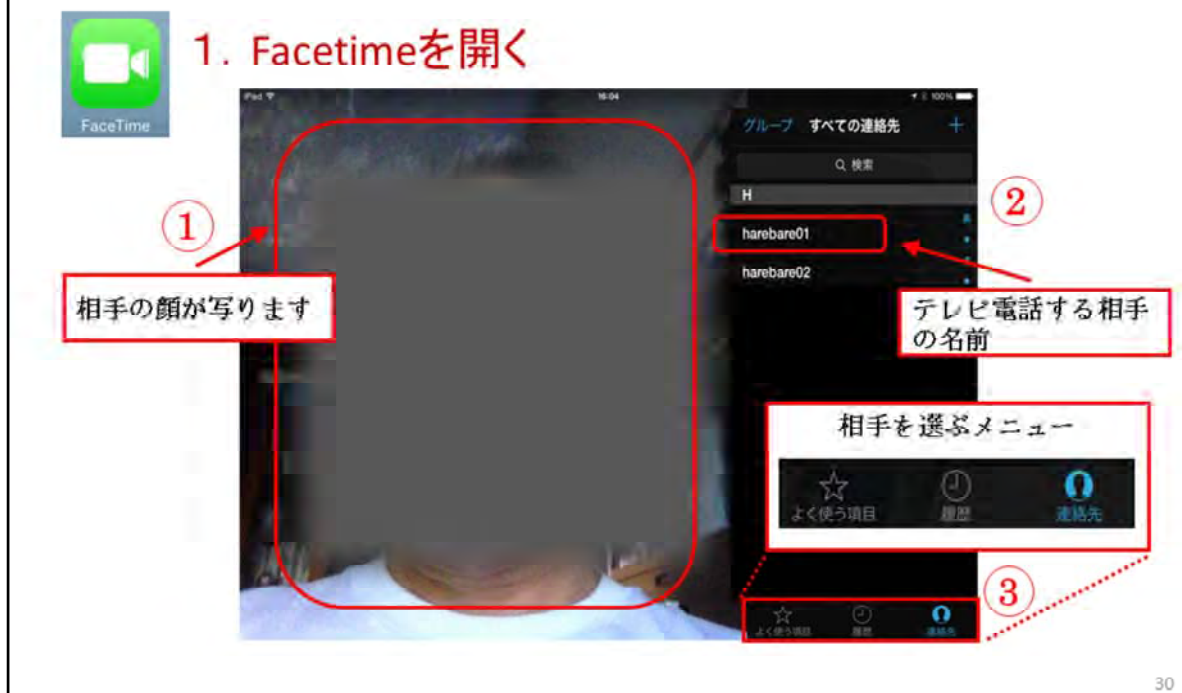 1. Facetimeを開く
FaceTime
iPad
16:04
100%
グループ すべての連絡先 +
検索
H
①
②
harebare01
harebare02
相手の顔が写ります
テレビ電話する相手
の名前
相手を選ぶメニュー
よく使う項目 履歴 連絡先
③
よく使う項目 履歴 連絡先
30